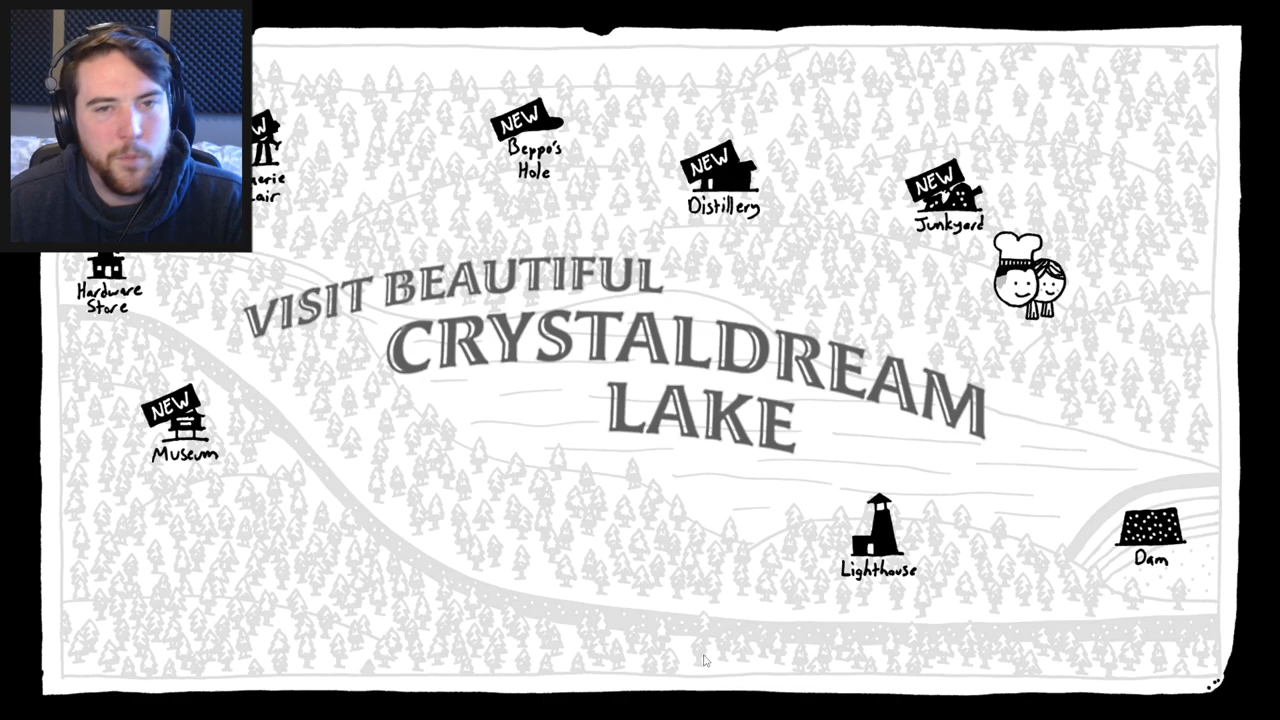 NEW
Beppo's
Hole
NEW
Distillery
NEW
Junkyard
Hardware
Store
VISIT BEAUTIFUL
CRYSTALDREAM
LAKE
NEW
Museum
Lighthouse
Dam